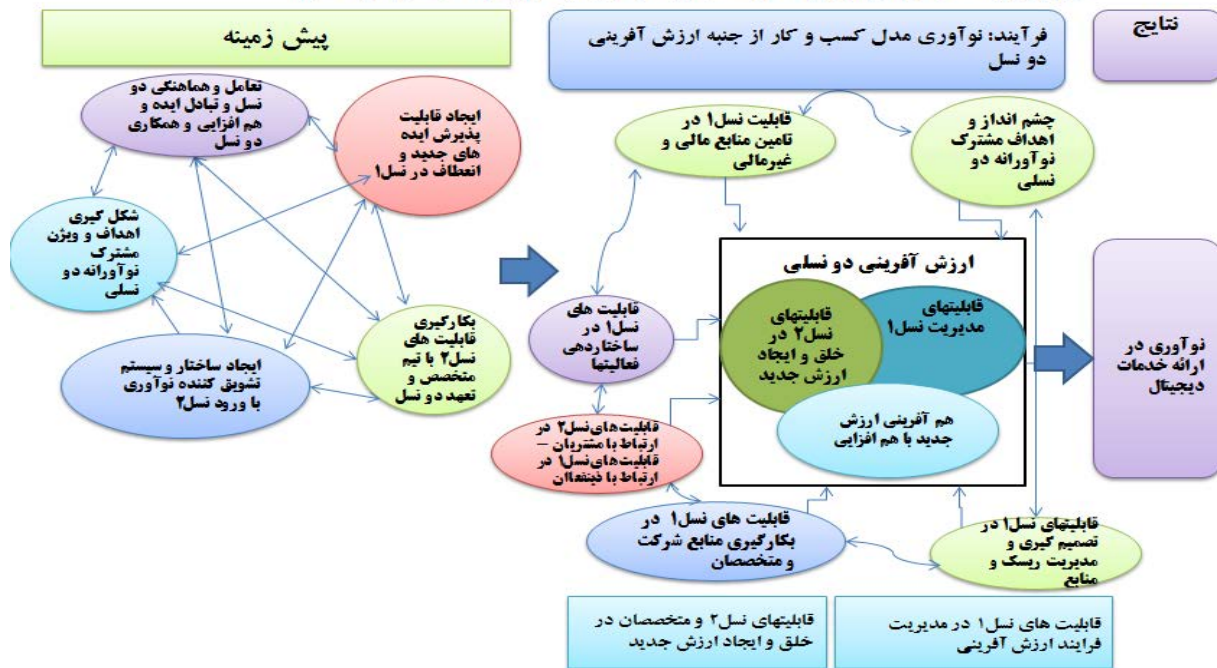 پیش زمینه
فرآیند: نوآوری مدل کسب و کار از جنبه ارزش آفرینی
دو نسل
نتایج
تعامل و هماهنگی دو
نسل و تبادل ایده و
هم افزایی و همکاری
دو نسل
ایجاد قابلیت
پذیرش ایده
های جدید و
انعطاف در نسل۱
شکل گیری
اهداف و ویژن
مشترک
نوآورانه دو
نسلی
بکارگیری
قابلیت های
نسل۲ با تیم
متخصص و
تعهد دو نسل
ایجاد ساختار و سیستم
تشویق کننده نوآوری
با ورود نسل۲
قابلیت نسل۱ در
تامین منابع مالی و
غیرمالی
چشم انداز و
اهداف مشترک
نوآورانه دو
نسلی
قابلیت های
نسل۱ در
ساختاردهی
فعالیتها
ارزش آفرینی دو نسلی
قابلیتهای
نسل۲ در
خلق و ایجاد
ارزش جدید
قابلیتهای
مدیریت نسل۱
هم آفرینی ارزش
جدید با هم افزایی
قابلیت‌های نسل۲ در
ارتباط با مشتریان –
قابلیت‌های نسل۱ در
ارتباط با ذینفعاان
قابلیت های نسل۱ در
بکارگیری منابع شرکت
و متخصصان
قابلیتهای نسل۱ در
تصمیم گیری و
مدیریت ریسک و
منابع
نوآوری در
ارائه خدمات
دیجیتال
قابلیتهای نسل۲ و متخصصان در
خلق و ایجاد ارزش جدید
قابلیت های نسل۱ در مدیریت
فرایند ارزش آفرینی